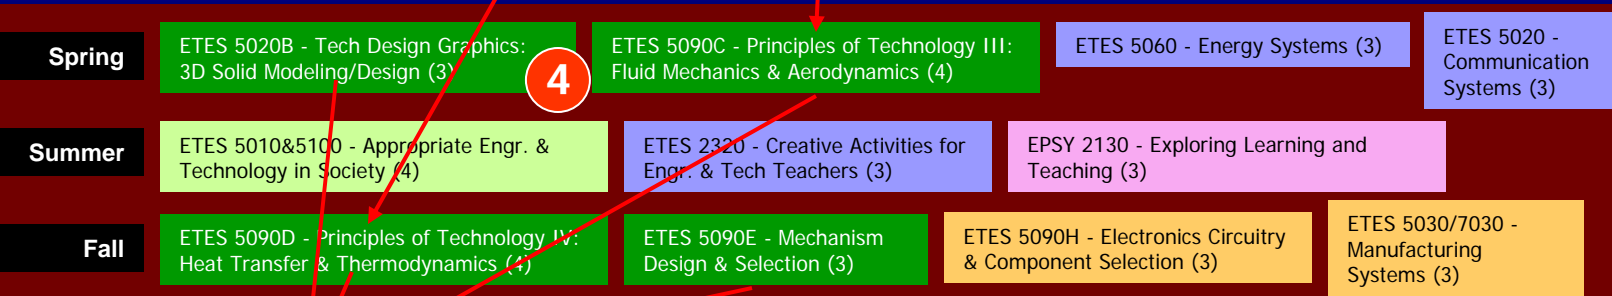 Spring
ETES 5020B - Tech Design Graphics:
3D Solid Modeling/Design (3)
4
ETES 5090C - Principles of Technology III:
Fluid Mechanics & Aerodynamics (4)
ETES 5060 - Energy Systems (3)
ETES 5020 -
Communication
Systems (3)
Summer
ETES 5010&5100 - Appropriate Engr. &
Technology in Society (4)
ETES 2320 - Creative Activities for
Engr. & Tech Teachers (3)
EPSY 2130 - Exploring Learning and
Teaching (3)
Fall
ETES 5090D - Principles of Technology IV:
Heat Transfer & Thermodynamics (4)
ETES 5090E - Mechanism
Design & Selection (3)
ETES 5090H - Electronics Circuitry
& Component Selection (3)
ETES 5030/7030 -
Manufacturing
Systems (3)